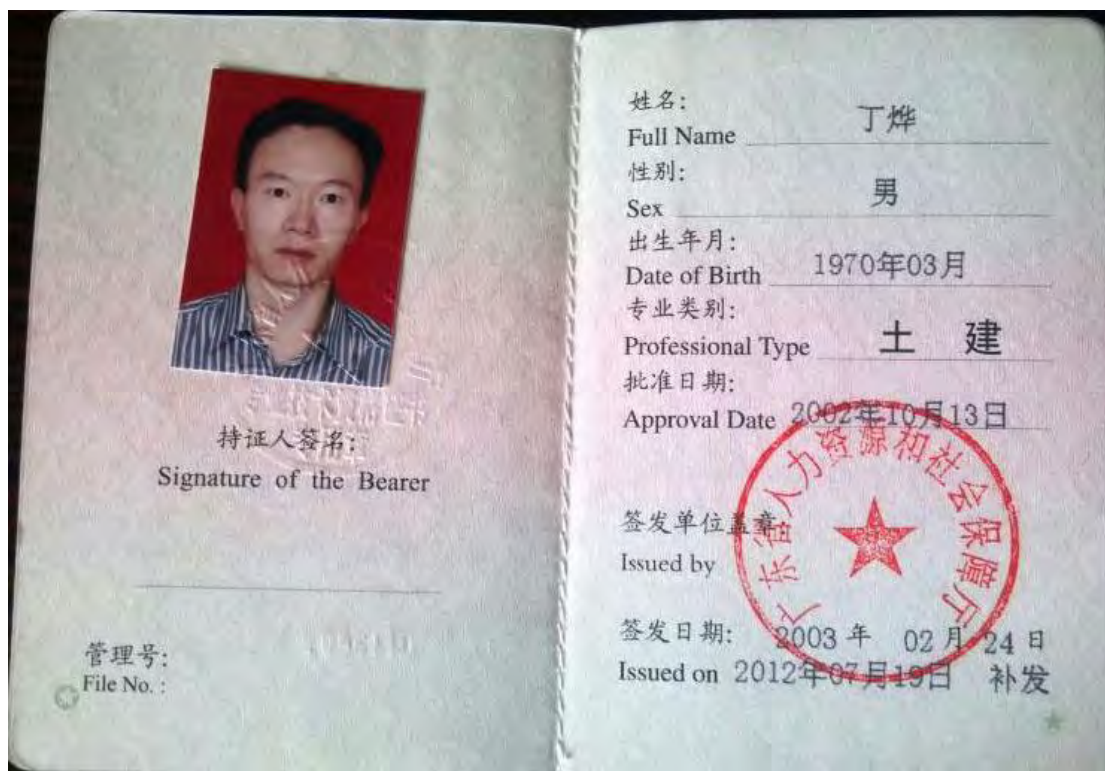 持证人签名:
Signature of the Bearer
管理号:
File No. :
姓名:
丁烨
Full Name
性别:
男
Sex
出生年月:
Date of Birth 1970年03月
专业类别:
Professional Type 土 建
批准日期:
Approval Date 2002年10月13日
广东省人力资源和社会保障厅
签发单位盖章
Issued by
签发日期: 2003 年 02 月 24 日
Issued on 2012年07月19日 补发